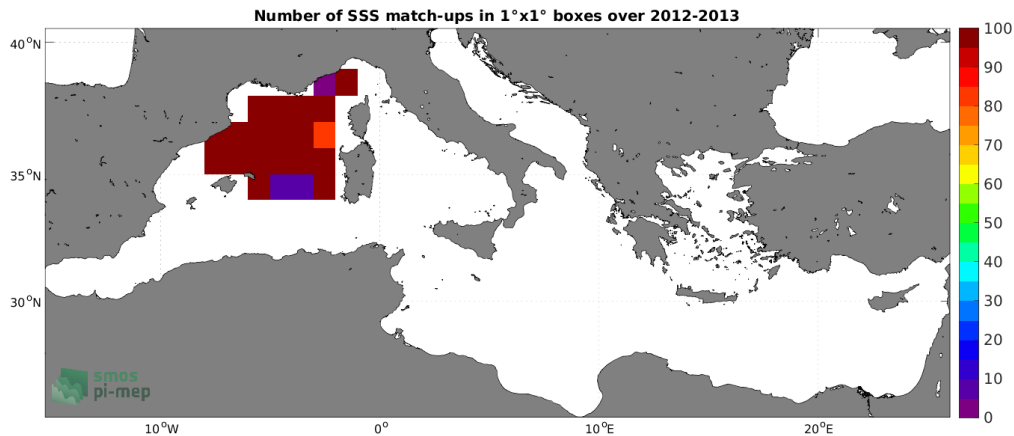 Number of SSS match-ups in 1°x1° boxes over 2012-2013
40°N
35°N
30°N
10°W
0°
10°E
20°E
100
90
80
70
60
50
40
30
20
10
0
smos
pi-mep